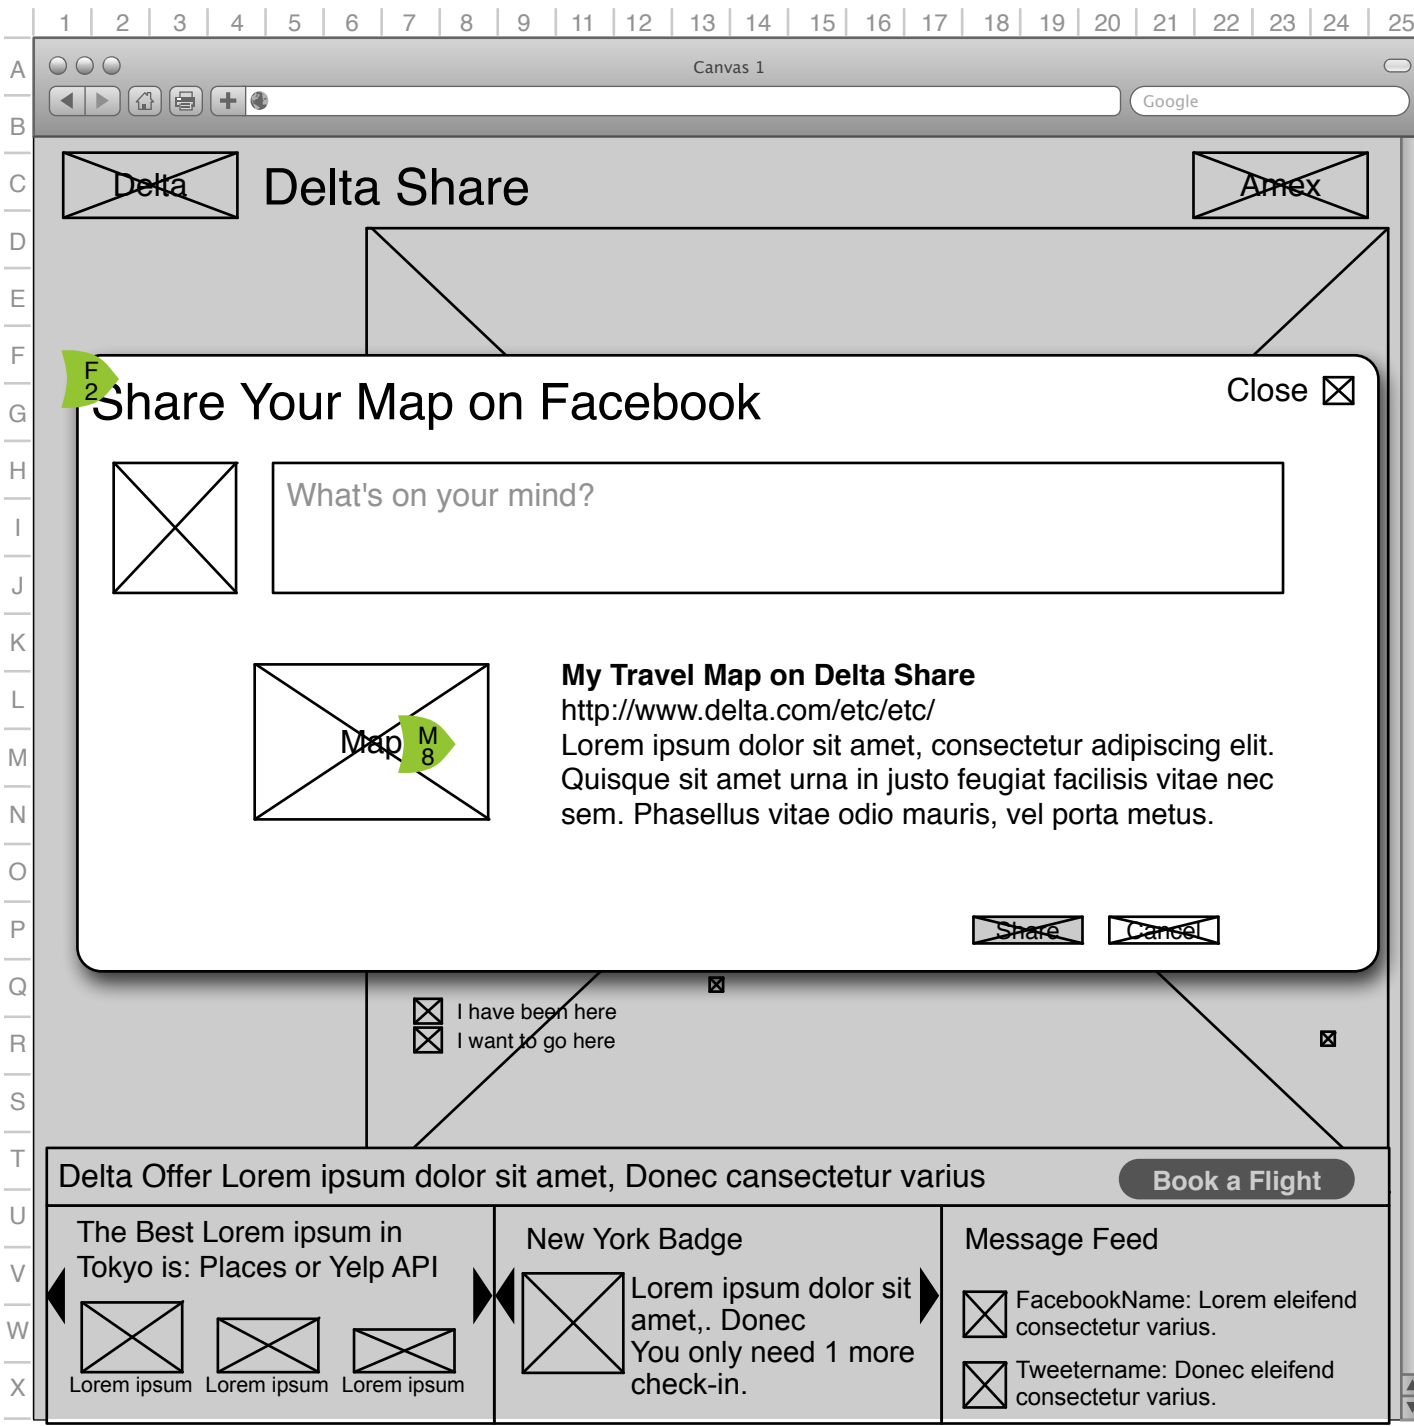 1 2 3 4 5 6 7 8 9 11 12 13 14 15 16 17 18 19 20 21 22 23 24 25
A
Canvas 1
Google
B
C
Delta
Delta Share
Amex
D
E
F
F
2
Share Your Map on Facebook
Close
G
H
What's on your mind?
I
J
K
My Travel Map on Delta Share
L
http://www.delta.com/etc/etc/
Map
M
8
M
Lorem ipsum dolor sit amet, consectetur adipiscing elit.
Quisque sit amet urna in justo feugiat facilisis vitae nec
N
sem. Phasellus vitae odio mauris, vel porta metus.
O
P
Share
Cancel
Q
I have been here
R
I want to go here
S
T
Delta Offer Lorem ipsum dolor sit amet, Donec cansectetur varius
Book a Flight
U
V
W
X
The Best Lorem ipsum in
Tokyo is: Places or Yelp API
Lorem ipsum Lorem ipsum Lorem ipsum
New York Badge
Lorem ipsum dolor sit
amet,. Donec
You only need 1 more
check-in.
Message Feed
FacebookName: Lorem eleifend
consectetur varius.
Tweetername: Donec eleifend
consectetur varius.